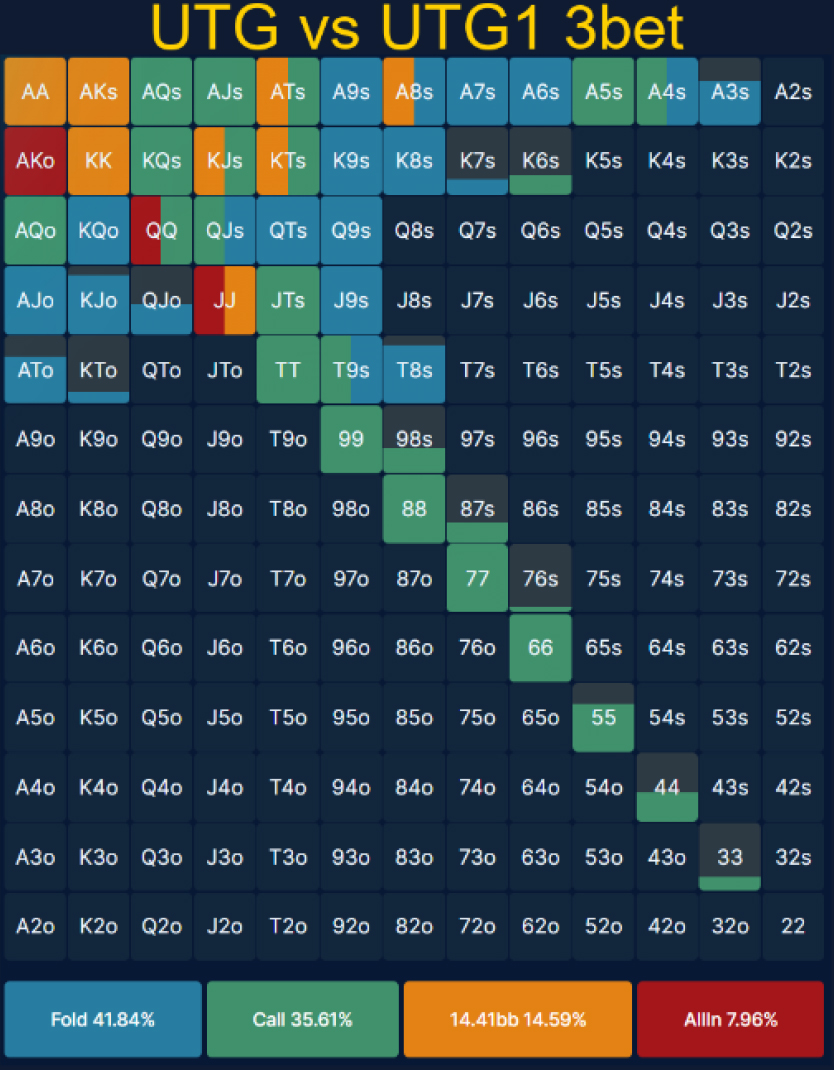 UTG vs UTG1 3bet
AA AKs AQs AJs ATs A9s A8s A7s A6s A5s A4s A3s A2s
AKo KK KQs KJs KTs K9s K8s K7s K6s K5s K4s K3s K2s
AQo KQo QQ QJs QTs Q9s Q8s Q7s Q6s Q5s Q4s Q3s Q2s
AJo KJo QJo JJ JTs J9s J8s J7s J6s J5s J4s J3s J2s
ATo KTo QTo JTo TT T9s T8s T7s T6s T5s T4s T3s T2s
A9o K9o Q9o J9o T9o 99 98s 97s 96s 95s 94s 93s 92s
A8o K8o Q8o J8o T8o 98o 88 87s 86s 85s 84s 83s 82s
A7o K7o Q7o J7o T7o 97o 87o 77 76s 75s 74s 73s 72s
A6o K6o Q6o J6o T6o 96o 86o 76o 66 65s 64s 63s 62s
A5o K5o Q5o J5o T5o 95o 85o 75o 65o 55 54s 53s 52s
A4o K4o Q4o J4o T4o 94o 84o 74o 64o 54o 44 43s 42s
A3o K3o Q3o J3o T3o 93o 83o 73o 63o 53o 43o 33 32s
A2o K2o Q2o J2o T2o 92o 82o 72o 62o 52o 42o 32o 22
Fold 41.84% Call 35.61% 14.41bb 14.59% AllIn 7.96%